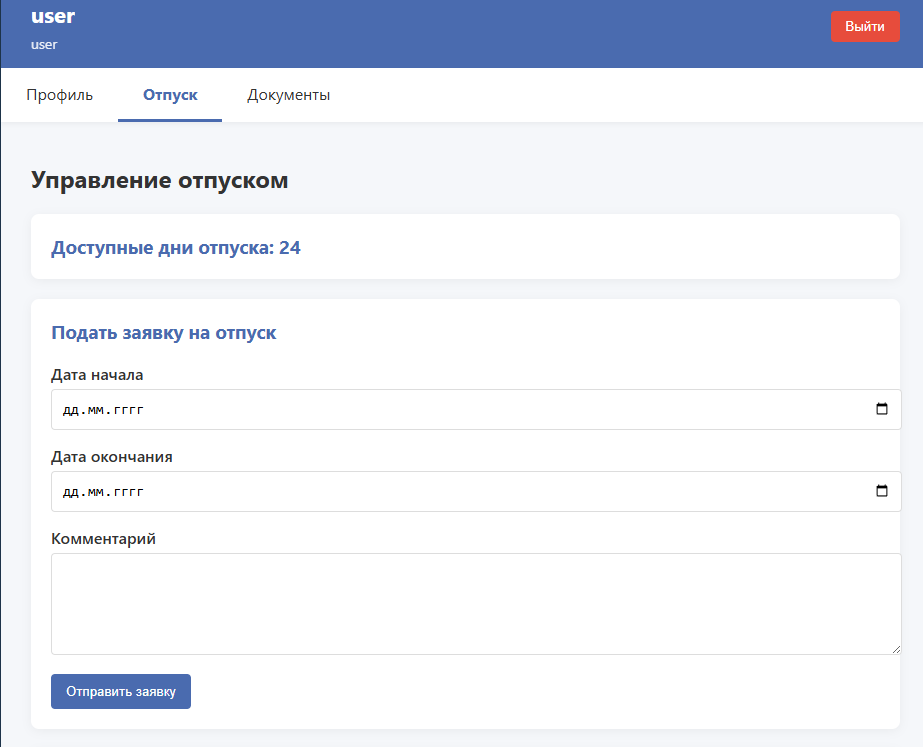 user
user
Выйти
Профиль Отпуск Документы
Управление отпуском
Доступные дни отпуска: 24
Подать заявку на отпуск
Дата начала
дд.мм.гггг
Дата окончания
дд.мм.гггг
Комментарий
Отправить заявку